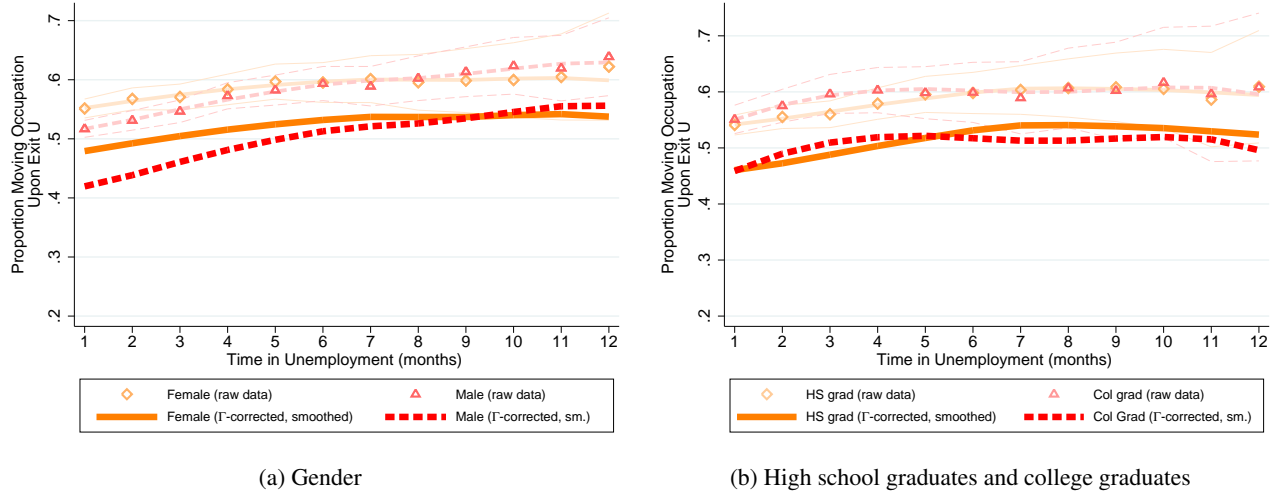 Proportion Moving Occupation
Upon Exit U
.7
.6
.5
.4
.3
.2
1 2 3 4 5 6 7 8 9 10 11 12
Time in Unemployment (months)
Female (raw data) Male (raw data)
Female (Γ-corrected, smoothed) Male (Γ-corrected, sm.)
(a) Gender
Proportion Moving Occupation
Upon Exit U
.7
.6
.5
.4
.3
.2
1 2 3 4 5 6 7 8 9 10 11 12
Time in Unemployment (months)
HS grad (raw data) Col grad (raw data)
HS grad (Γ-corrected, smoothed) Col Grad (Γ-corrected, sm.)
(b) High school graduates and college graduates